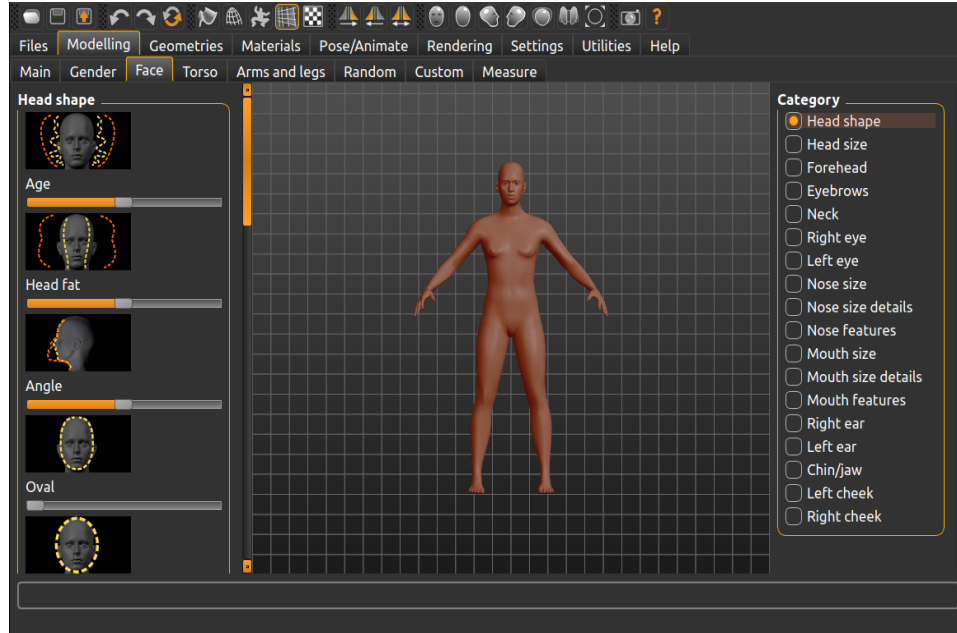 ?
Files Modelling Geometries Materials Pose/Animate Rendering Settings Utilities Help
Main Gender Face Torso Arms and legs Random Custom Measure
Head shape
Age
Head fat
Angle
Oval
Category
Head shape
Head size
Forehead
Eyebrows
Neck
Right eye
Left eye
Nose size
Nose size details
Nose features
Mouth size
Mouth size details
Mouth features
Right ear
Left ear
Chin/jaw
Left cheek
Right cheek